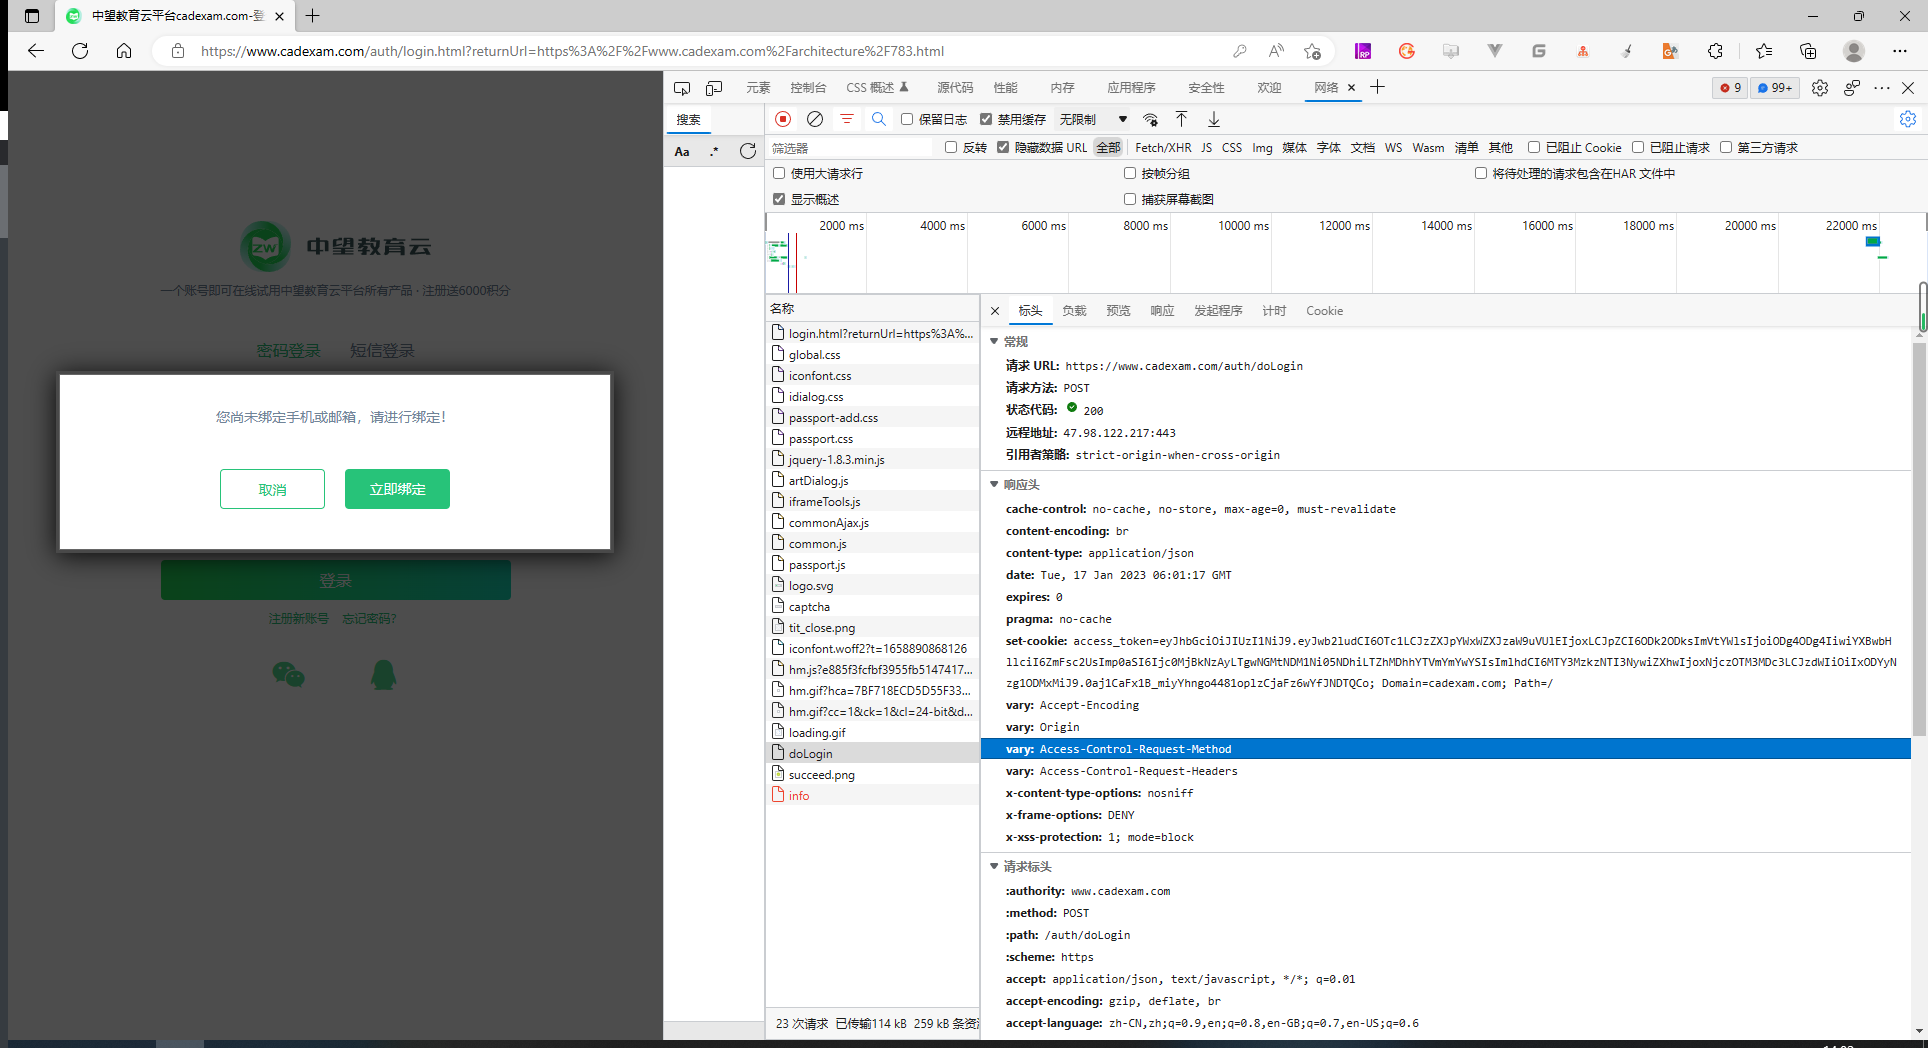 中望教育云平台cadexam.com-登
https://www.cadexam.com/auth/login.html?returnUrl=https%3A%2F%2Fwww.cadexam.com%2Farchitecture%2F783.html
中望教育云
一个账号即可在线试用中望教育云平台所有产品 · 注册送6000积分
密码登录 短信登录
您尚未绑定手机或邮箱，请进行绑定！
取消 立即绑定
登录
注册新账号 忘记密码?
元素 控制台 CSS 概述 源代码 性能 内存 应用程序 安全性 欢迎 网络
9 99+
搜索
Aa .*
保留日志 禁用缓存 无限制
筛选器 反转 隐藏数据 URL 全部 Fetch/XHR JS CSS Img 媒体 字体 文档 WS Wasm 清单 其他 已阻止 Cookie 已阻止请求 第三方请求
使用大请求行 按帧分组 将待处理的请求包含在HAR 文件中
显示概述 捕获屏幕截图
2000 ms 4000 ms 6000 ms 8000 ms 10000 ms 12000 ms 14000 ms 16000 ms 18000 ms 20000 ms 22000 ms
名称
login.html?returnUrl=https%3A%...
global.css
iconfont.css
idialog.css
passport-add.css
passport.css
jquery-1.8.3.min.js
artDialog.js
iframeTools.js
commonAjax.js
common.js
passport.js
logo.svg
captcha
tit_close.png
iconfont.woff2?t=1658890868126
hm.js?e885f3fcfbf3955fb5147417...
hm.gif?hca=7BF718ECD5D55F33...
hm.gif?cc=1&ck=1&cl=24-bit&d...
loading.gif
doLogin
succeed.png
info
23 次请求 已传输114 kB 259 kB 条资
标头 负载 预览 响应 发起程序 计时 Cookie
常规
请求 URL: https://www.cadexam.com/auth/doLogin
请求方法: POST
状态代码: 200
远程地址: 47.98.122.217:443
引用者策略: strict-origin-when-cross-origin
响应头
cache-control: no-cache, no-store, max-age=0, must-revalidate
content-encoding: br
content-type: application/json
date: Tue, 17 Jan 2023 06:01:17 GMT
expires: 0
pragma: no-cache
set-cookie: access_token=eyJhbGciOiJIUzI1NiJ9.eyJwb2ludCI6OTc1LCJzZXJpYWxWZXJzaW9uVUlEIjoxLCJpZCI6ODk2ODksImVtYWlsIjoiODg4ODg4IiwiYXBwbH
llciI6ZmFsc2UsImp0aSI6Ijc0MjBkNzAyLTgwNGMtNDM1Ni05NDhiLTZhMDhhYTVmYmYwYSIsImlhdCI6MTY3MzkzNTI3NywiZXhwIjoxNjczOTM3MDc3LCJzdWIiOiIxODYyN
zg1ODMxMiJ9.0aj1CaFx1B_miyYhngo448loplzCjaFz6wYfJNDTQCo; Domain=cadexam.com; Path=/
vary: Accept-Encoding
vary: Origin
vary: Access-Control-Request-Method
vary: Access-Control-Request-Headers
x-content-type-options: nosniff
x-frame-options: DENY
x-xss-protection: 1; mode=block
请求标头
:authority: www.cadexam.com
:method: POST
:path: /auth/doLogin
:scheme: https
accept: application/json, text/javascript, */*; q=0.01
accept-encoding: gzip, deflate, br
accept-language: zh-CN,zh;q=0.9,en;q=0.8,en-GB;q=0.7,en-US;q=0.6